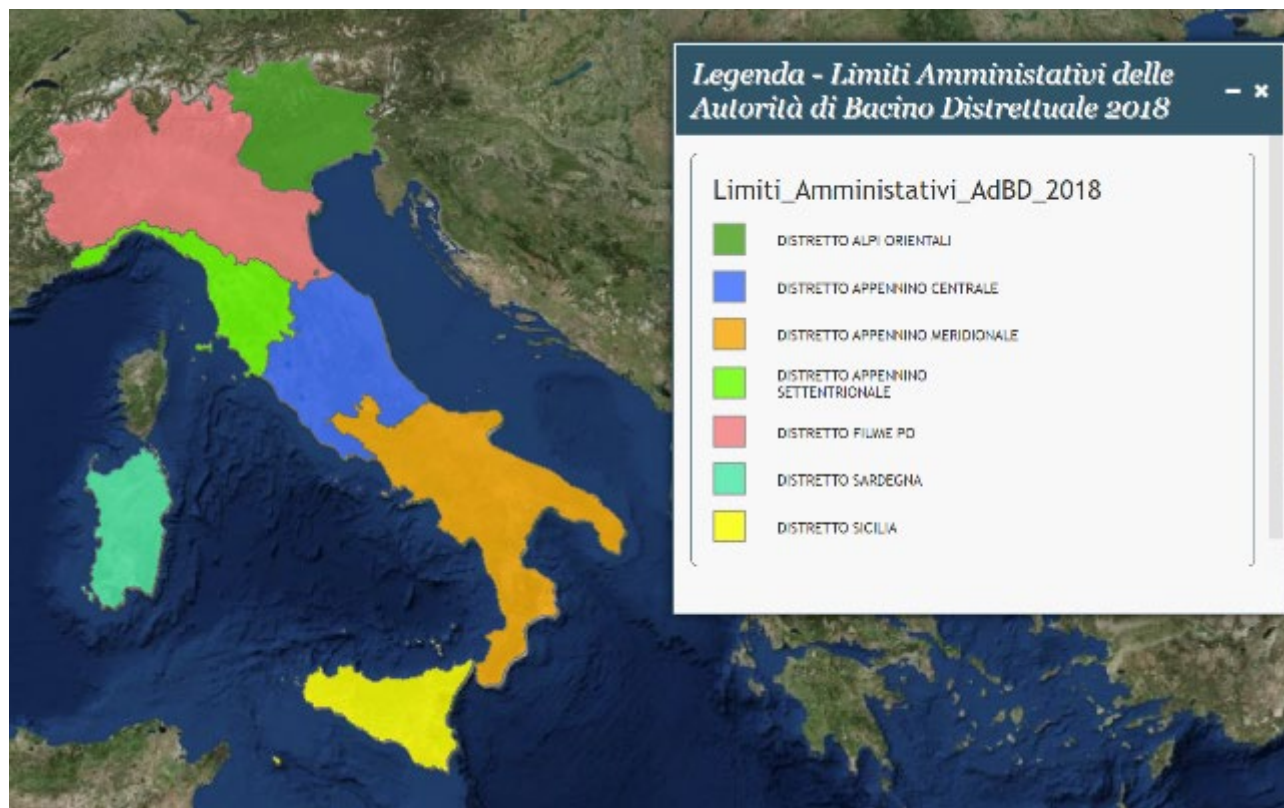 Legenda - Limiti Amministativi delle
Autorità di Bacino Distrettuale 2018
Limiti_Amministativi_AdBD_2018
DISTRETTO ALPI ORIENTALI
DISTRETTO APPENNINO CENTRALE
DISTRETTO APPENNINO MERIDIONALE
DISTRETTO APPENNINO
SETTENTRIONALE
DISTRETTO FIUME PO
DISTRETTO SARDEGNA
DISTRETTO SICILIA